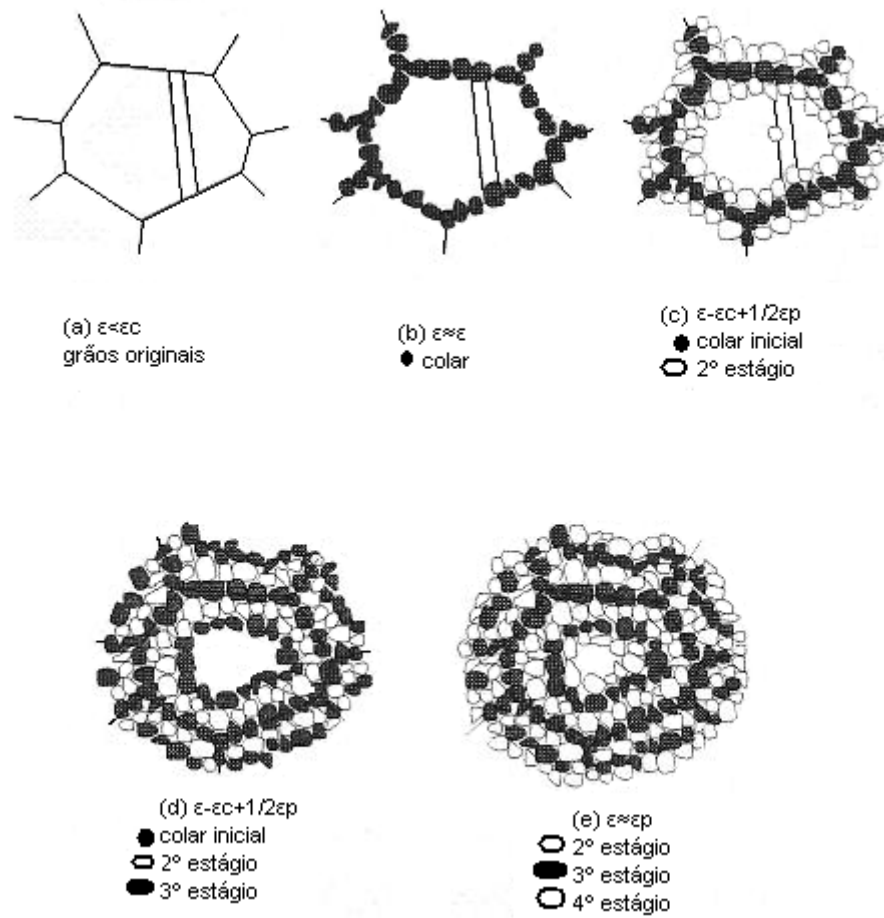 (a) ε<εc
grãos originais
(b) ε≈ε
colar
(c) ε-εc+1/2εp
colar inicial
2º estágio
(d) ε-εc+1/2εp
colar inicial
2º estágio
3º estágio
(e) ε≈εp
2º estágio
3º estágio
4º estágio